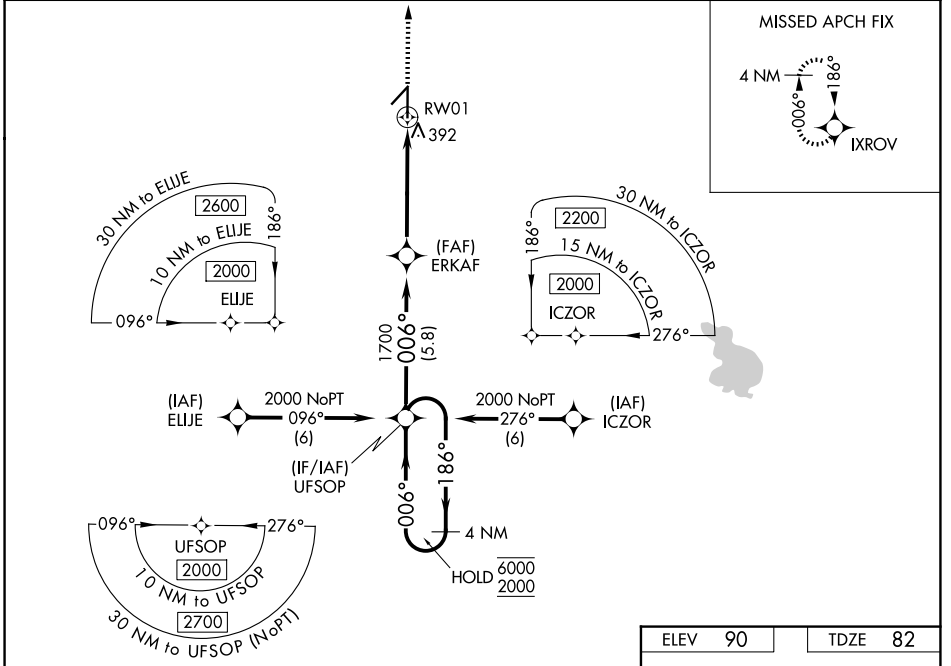 MISSED APCH FIX
4 NM
186°
006°
IXROV
RW01
392
30 NM to ELIJE
2600
186°
10 NM to ELIJE
2000
ELIJE
096°
(FAF)
ERKAF
30 NM to ICZOR
2200
186°
15 NM to ICZOR
2000
ICZOR
276°
1700
006°
(5.8)
(IAF)
ELIJE
2000 NoPT
096°
(6)
2000 NoPT
276°
(6)
(IAF)
ICZOR
(IF/IAF)
UFSOP
006°
186°
4 NM
HOLD
6000
2000
096°
276°
UFSOP
2000
10 NM to UFSOP
2700
30 NM to UFSOP (NoPT)
ELEV 90
TDZE 82